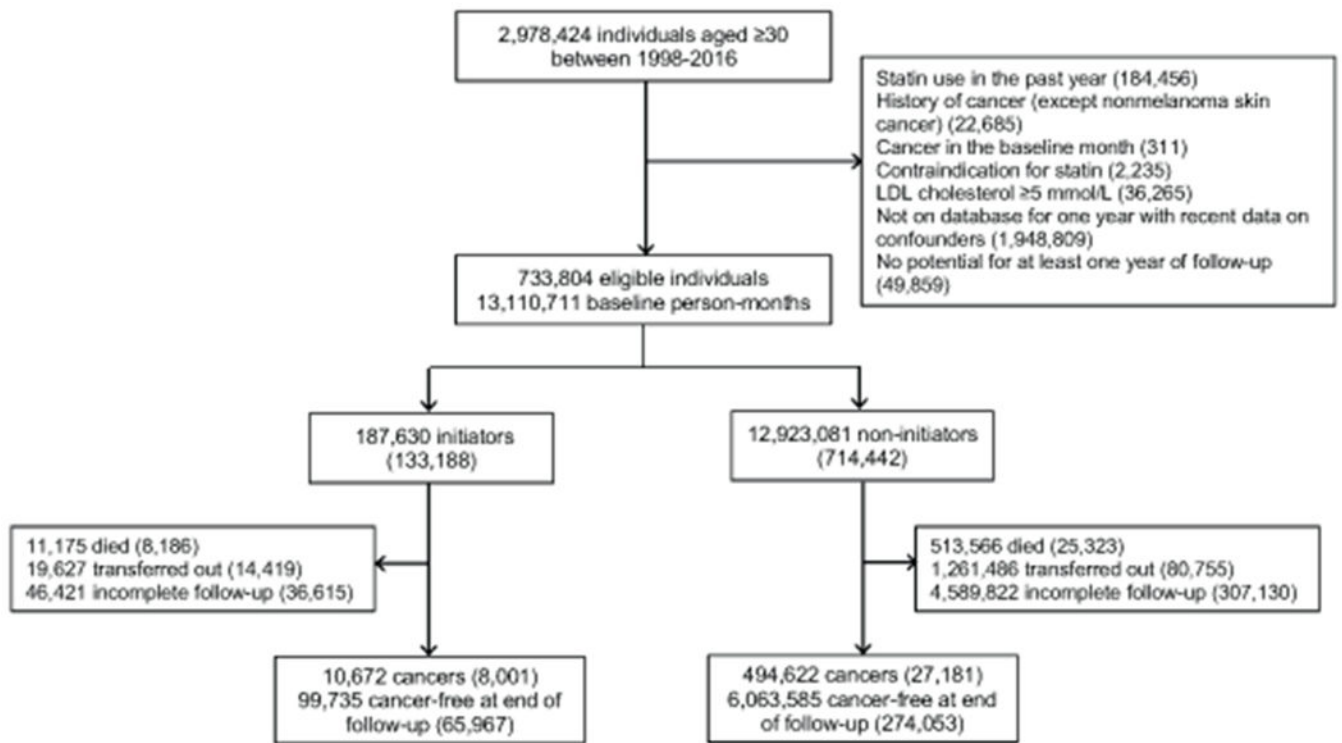 2,978,424 individuals aged ≥30
between 1998-2016
Statin use in the past year (184,456)
History of cancer (except nonmelanoma skin
cancer) (22,685)
Cancer in the baseline month (311)
Contraindication for statin (2,235)
LDL cholesterol ≥5 mmol/L (36,265)
Not on database for one year with recent data on
confounders (1,948,809)
No potential for at least one year of follow-up
(49,859)
733,804 eligible individuals
13,110,711 baseline person-months
187,630 initiators
(133,188)
12,923,081 non-initiators
(714,442)
11,175 died (8,186)
19,627 transferred out (14,419)
46,421 incomplete follow-up (36,615)
513,566 died (25,323)
1,261,486 transferred out (80,755)
4,589,822 incomplete follow-up (307,130)
10,672 cancers (8,001)
99,735 cancer-free at end of
follow-up (65,967)
494,622 cancers (27,181)
6,063,585 cancer-free at end
of follow-up (274,053)